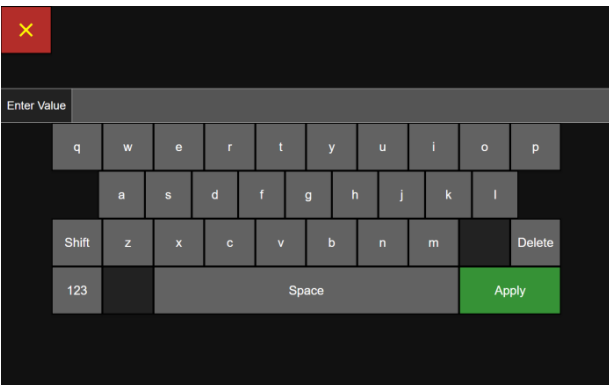 ×
Enter Value
q w e r t y u i o p
a s d f g h j k l
Shift z x c v b n m Delete
123 Space Apply